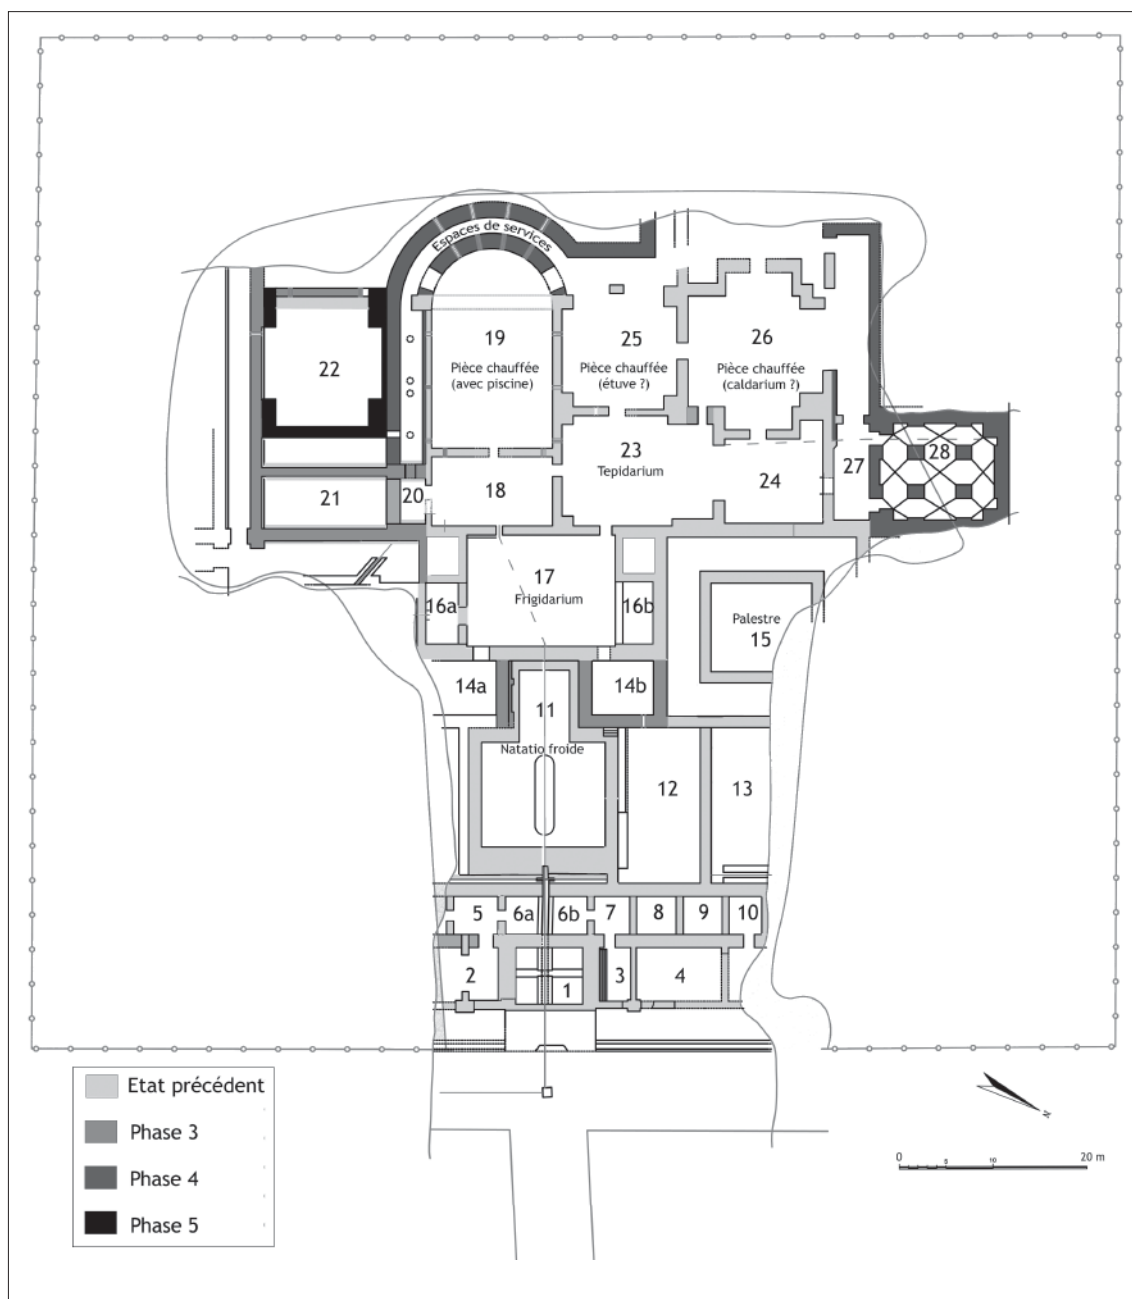 Espaces de services
19
Pièce chauffée
(avec piscine)
25
Pièce chauffée
(étuve ?)
26
Pièce chauffée
(caldarium ?)
22
23
Tepidarium
28
27
24
18
20
21
17
Frigidarium
16a
16b
Palestre
15
14a
14b
11
Natatio froide
12
13
5
6a
6b
7
8
9
10
2
1
3
4
Etat précédent
Phase 3
Phase 4
Phase 5
N
0
5
10
20 m